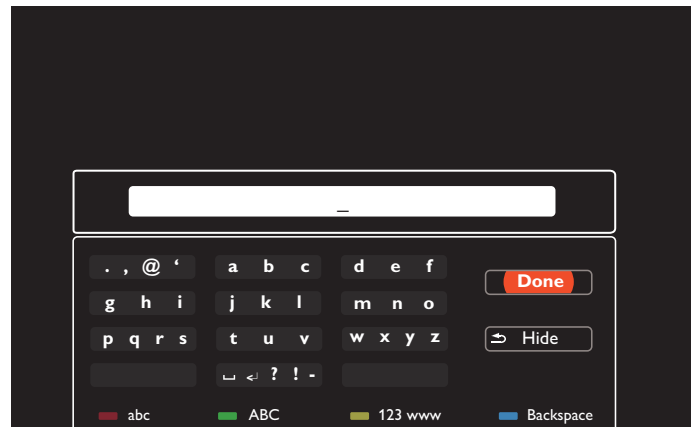 _
. , @ ‘ a b c d e f Done
g h i j k l m n o
p q r s t u v w x y z Hide
␣ ↵ ? ! -
abc ABC 123 www Backspace